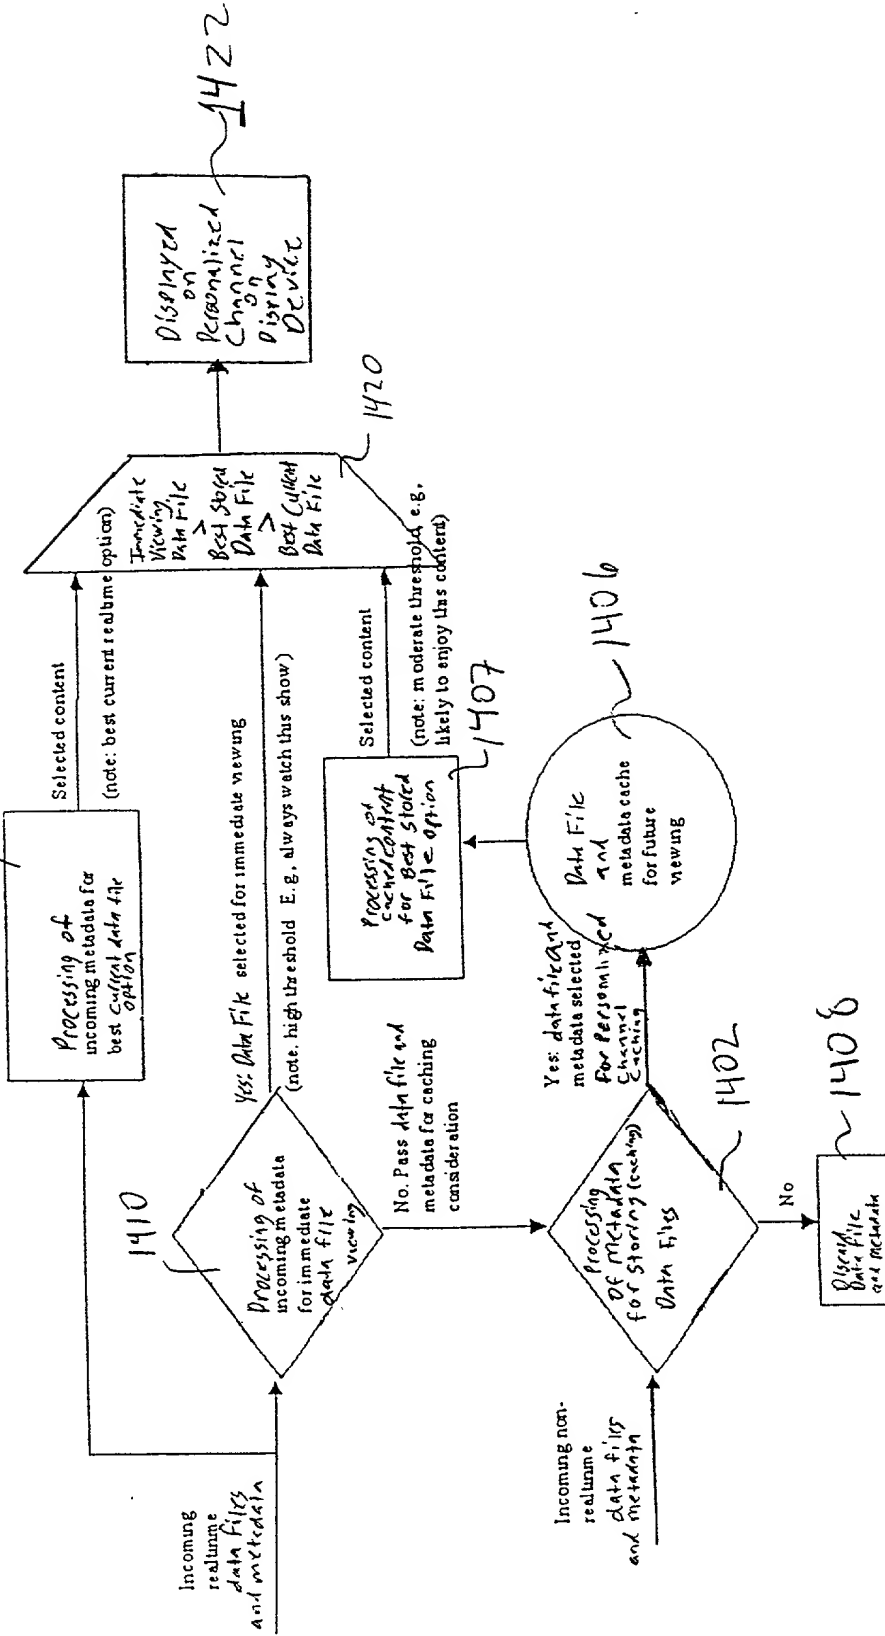 Incoming
realtime
data files
and metadata
Processing of
incoming metadata for
best current data file
option
Selected content
(note: best current realtime option)
1410
Processing of
incoming metadata
for immediate
data file
viewing
Yes: Data File selected for immediate viewing
(note. high threshold E.g., always watch this show)
No. Pass data file and
metadata for caching
consideration
Immediate
Viewing
Data File
>
Best Stored
Data File
>
Best Current
Data File
1420
Displayed
on
Personalized
Channel
on
Display
Device
1422
Processing of
cached content
for Best Stored
Data File option
1407
Selected content
(note: moderate threshold, e.g.,
likely to enjoy this content)
Incoming non-
realtime
data files
and metadata
Processing
of metadata
for storing (caching)
Data Files
1402
Yes: data file and
metadata selected
For Personalized
Channel
Caching
Data File
and
metadata cache
for future
viewing
1406
No
Discard
Data File
and metadata
1408